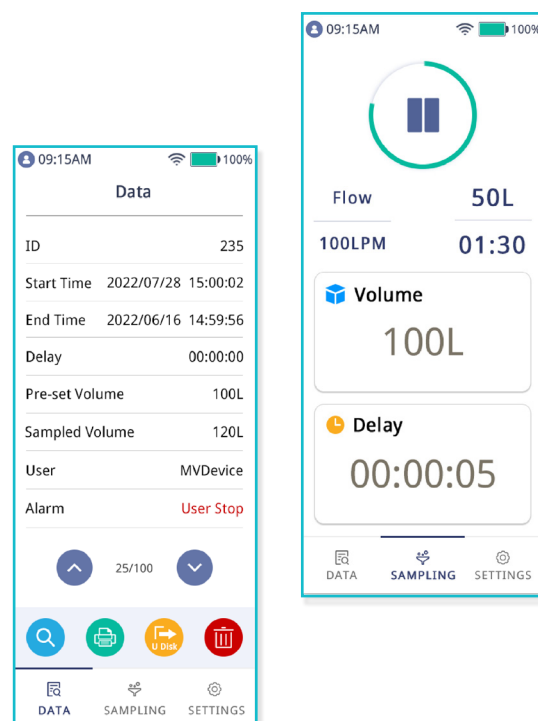 09:15AM 100%
Data
ID 235
Start Time 2022/07/28 15:00:02
End Time 2022/06/16 14:59:56
Delay 00:00:00
Pre-set Volume 100L
Sampled Volume 120L
User MVDevice
Alarm User Stop
25/100
U Disk
DATA SAMPLING SETTINGS
09:15AM 100%
Flow 50L
100LPM 01:30
Volume
100L
Delay
00:00:05
DATA SAMPLING SETTINGS